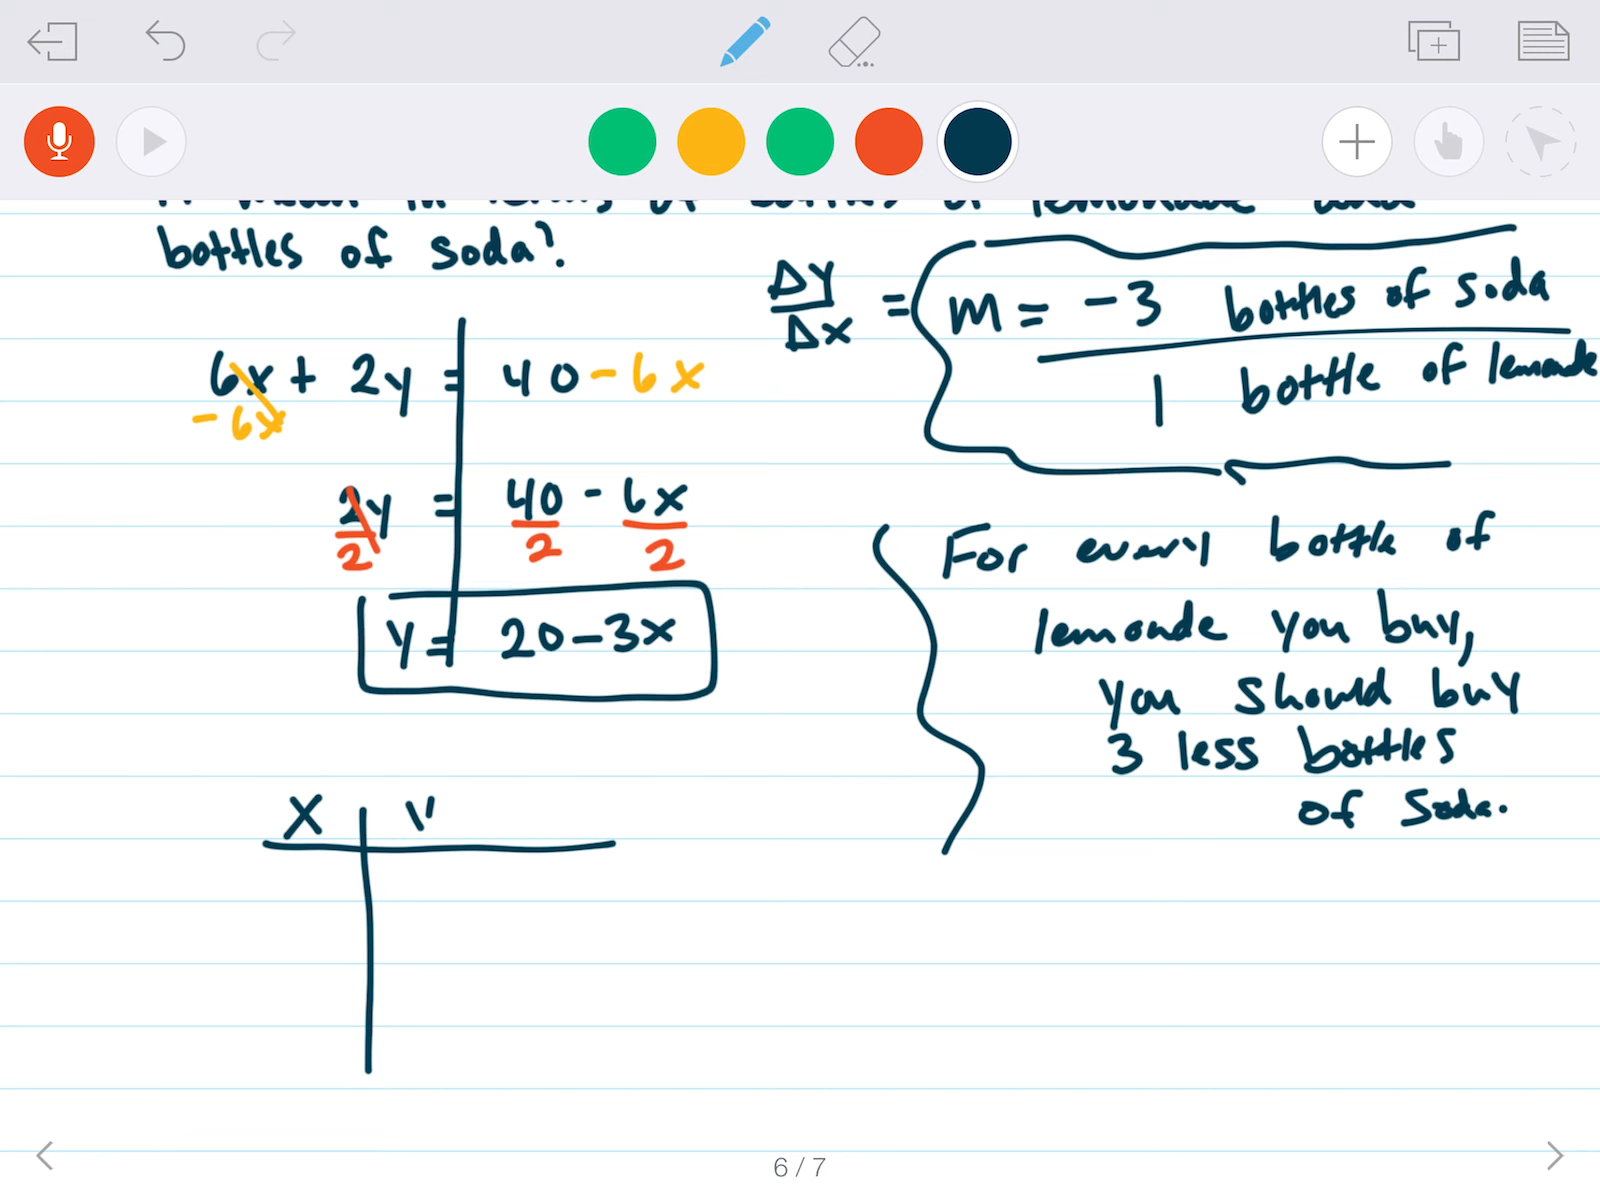 bottles of soda?
ΔY/ΔX = m = -3 bottles of soda
1 bottle of lemonade
6x + 2y = 40 - 6x
- 6x
2y = 40 - 6x
2 2 2
y = 20 - 3x
For every bottle of
lemonde you buy,
you should buy
3 less bottles
of Soda.
X
6 / 7